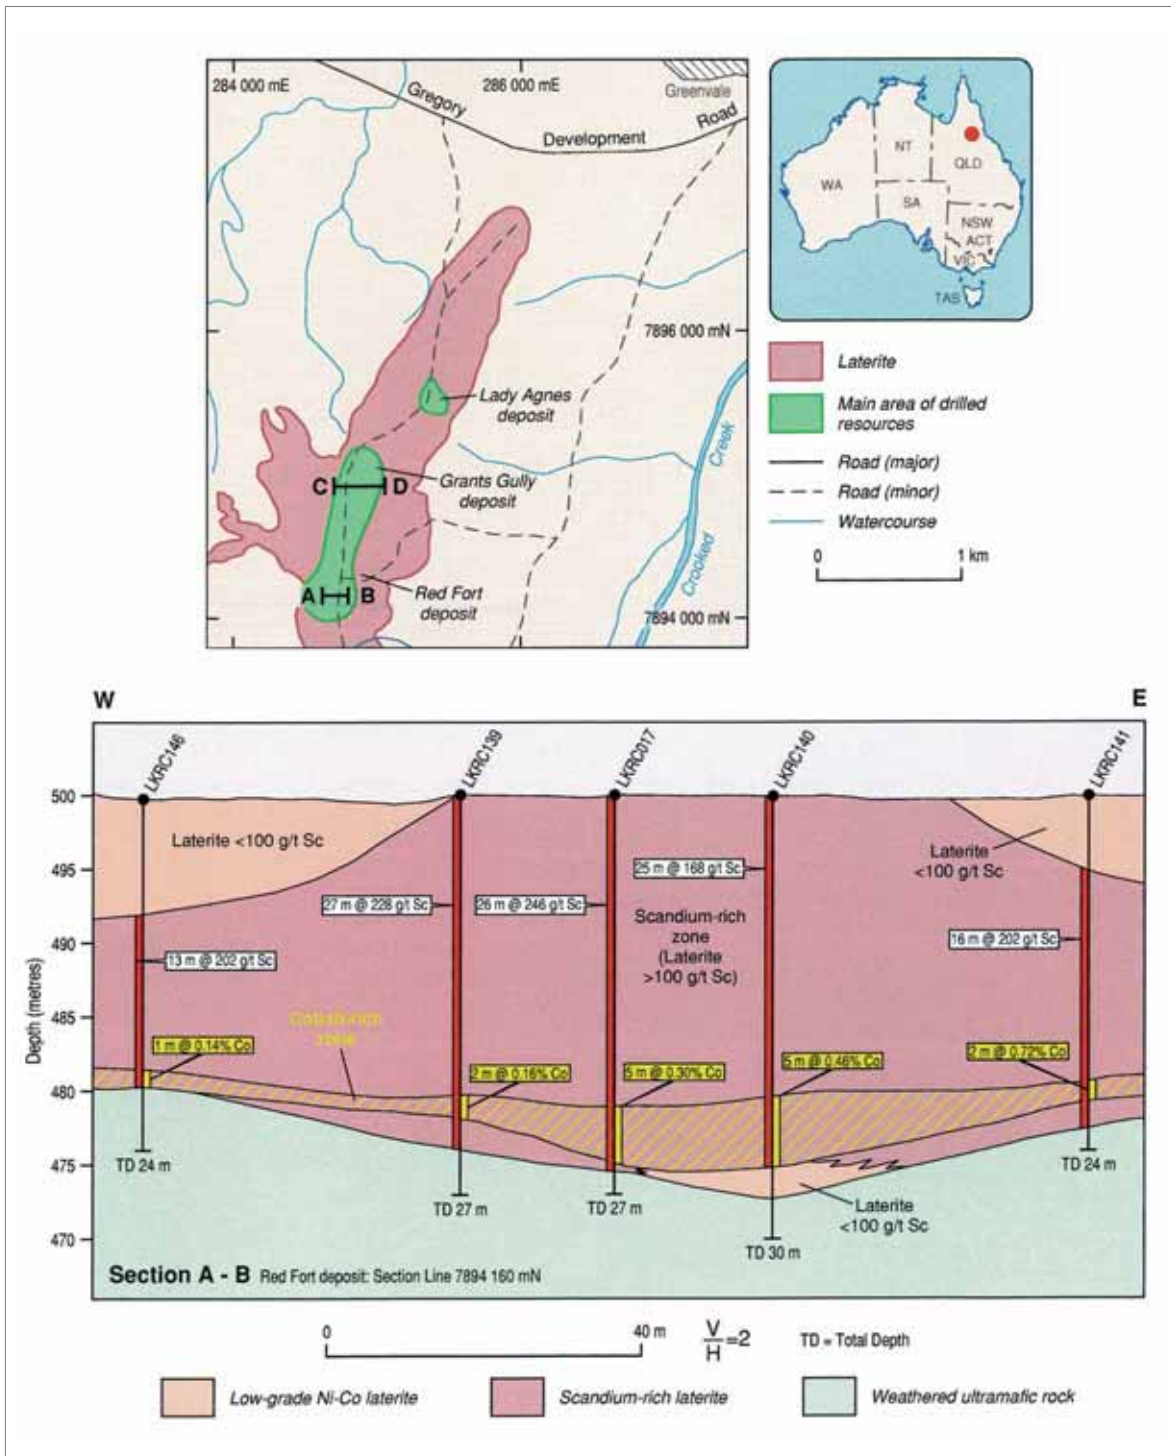 284 000 mE
286 000 mE
Greenvale
Gregory
Development
Road
7896 000 mN
Lady Agnes
deposit
Grants Gully
deposit
C
D
A
B
Red Fort
deposit
Crooked
Creek
7894 000 mN
WA
NT
QLD
SA
NSW
ACT
VIC
TAS
Laterite
Main area of drilled
resources
Road (major)
Road (minor)
Watercourse
0
1 km
W
E
LKRC146
LKRC139
LKRC017
LKRC140
LKRC141
Depth (metres)
500
495
490
485
480
475
470
Laterite <100 g/t Sc
Laterite
<100 g/t Sc
25 m @ 168 g/t Sc
27 m @ 228 g/t Sc
26 m @ 246 g/t Sc
Scandium-rich
zone
(Laterite
>100 g/t Sc)
16 m @ 202 g/t Sc
13 m @ 202 g/t Sc
Cobalt-rich
zone
1 m @ 0.14% Co
2 m @ 0.16% Co
5 m @ 0.30% Co
5 m @ 0.46% Co
2 m @ 0.72% Co
TD 24 m
TD 27 m
TD 27 m
TD 30 m
TD 24 m
Laterite
<100 g/t Sc
Section A - B Red Fort deposit: Section Line 7894 160 mN
0
40 m
V
H
=2
TD = Total Depth
Low-grade Ni-Co laterite
Scandium-rich laterite
Weathered ultramafic rock